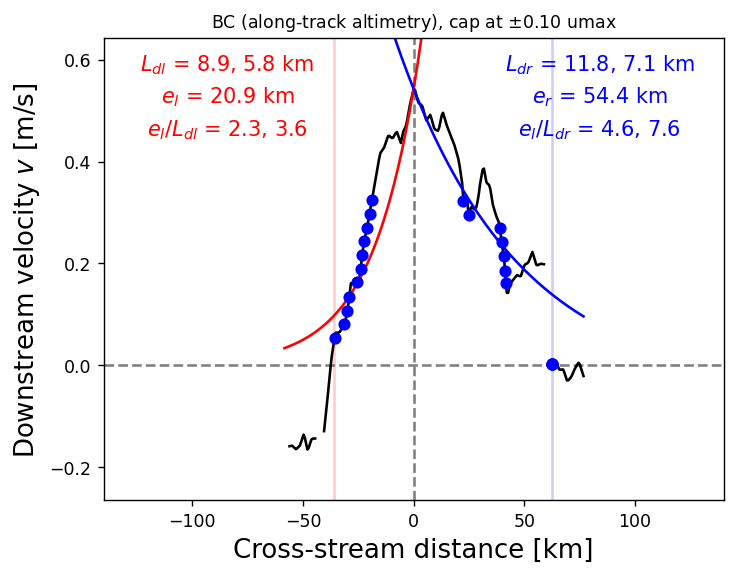 BC (along-track altimetry), cap at ±0.10 umax
L_dl = 8.9, 5.8 km
e_l = 20.9 km
e_l/L_dl = 2.3, 3.6
L_dr = 11.8, 7.1 km
e_r = 54.4 km
e_l/L_dr = 4.6, 7.6
Downstream velocity v [m/s]
0.6
0.4
0.2
0.0
−0.2
−100
−50
0
50
100
Cross-stream distance [km]